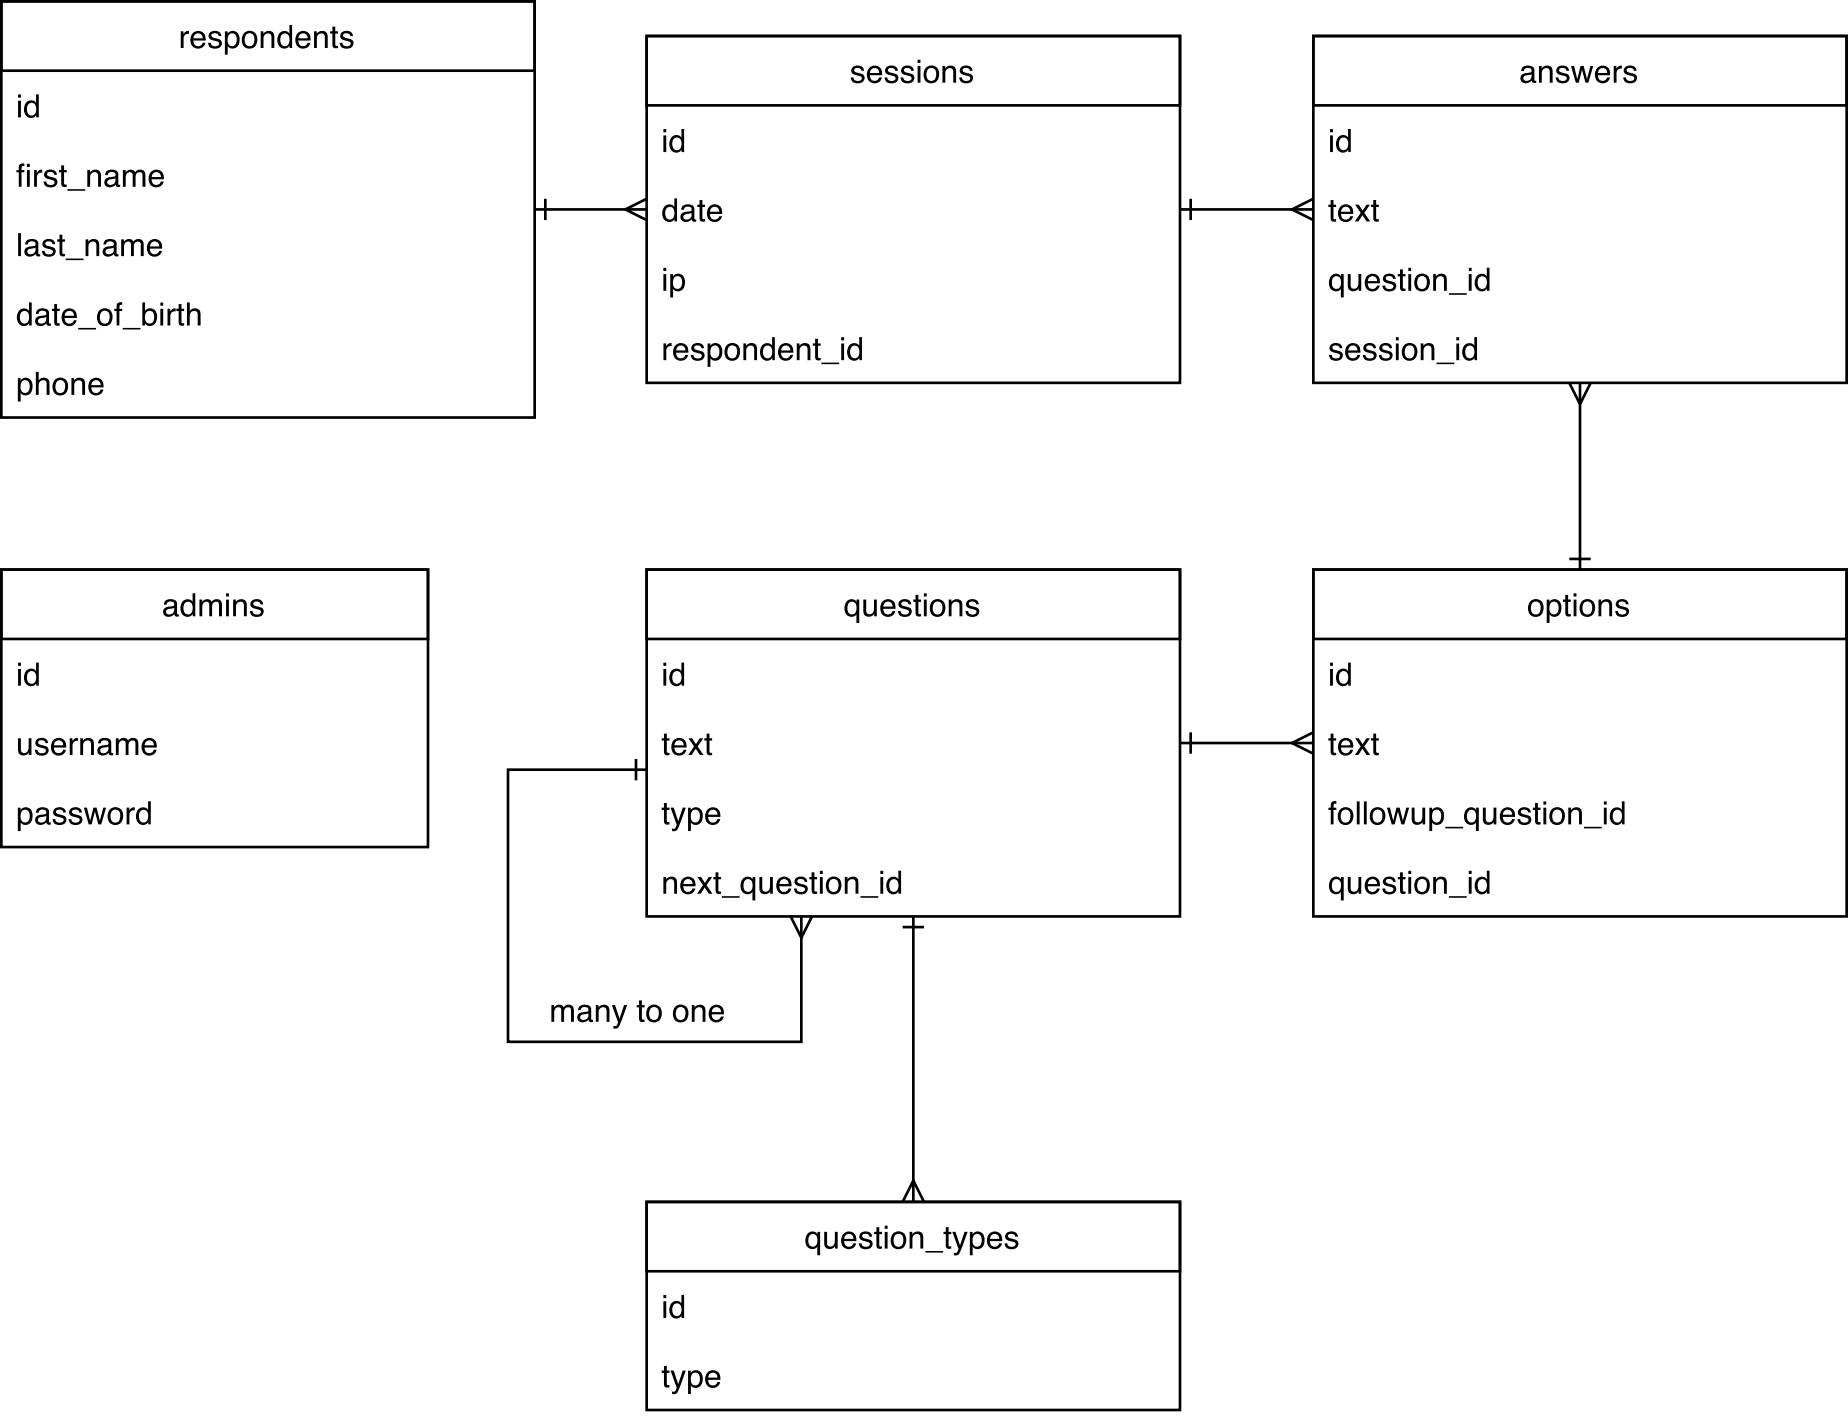 respondents
id
first_name
last_name
date_of_birth
phone
sessions
id
date
ip
respondent_id
answers
id
text
question_id
session_id
admins
id
username
password
questions
id
text
type
next_question_id
options
id
text
followup_question_id
question_id
many to one
question_types
id
type